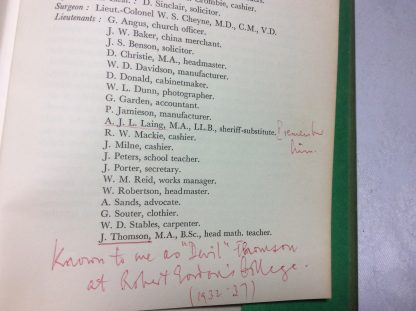 D. Sinclair, solicitor.
Surgeon : Lieut.-Colonel W. S. Cheyne, M.D., C.M., V.D.
Lieutenants : G. Angus, church officer.
J. W. Baker, china merchant.
J. S. Benson, solicitor.
D. Christie, M.A., headmaster.
W. D. Davidson, manufacturer.
D. Donald, cabinetmaker.
W. L. Dunn, photographer.
G. Garden, accountant.
P. Jamieson, manufacturer.
A. J. L. Laing, M.A., LL.B., sheriff-substitute. I remember
him.
R. W. Mackie, cashier.
J. Milne, cashier.
J. Peters, school teacher.
J. Porter, secretary.
W. M. Reid, works manager.
W. Robertson, headmaster.
A. Sands, advocate.
G. Souter, clothier.
W. D. Stables, carpenter.
J. Thomson, M.A., B.Sc., head math. teacher.
Known to me as "Devil" Thomson
at Robert Gordon's College.
(1932-37)